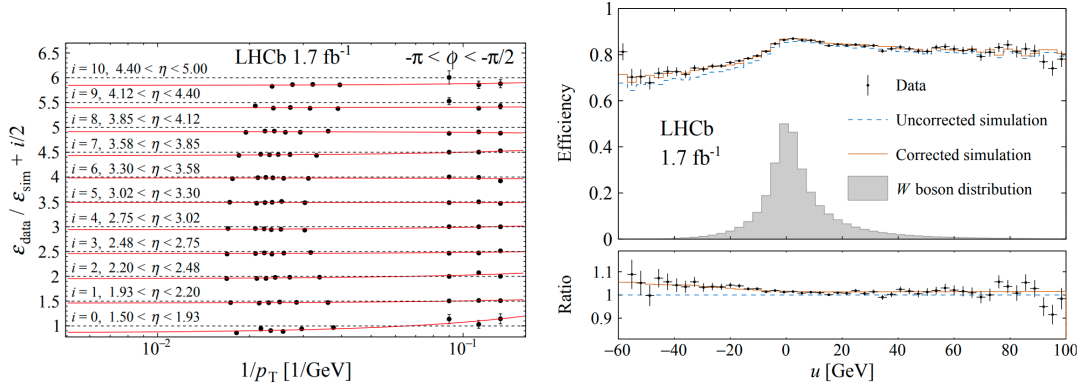 LHCb 1.7 fb⁻¹
-π < ϕ < -π/2
i = 10, 4.40 < η < 5.00
i = 9, 4.12 < η < 4.40
i = 8, 3.85 < η < 4.12
i = 7, 3.58 < η < 3.85
i = 6, 3.30 < η < 3.58
i = 5, 3.02 < η < 3.30
i = 4, 2.75 < η < 3.02
i = 3, 2.48 < η < 2.75
i = 2, 2.20 < η < 2.48
i = 1, 1.93 < η < 2.20
i = 0, 1.50 < η < 1.93
6.5
6
5.5
5
4.5
4
3.5
3
2.5
2
1.5
1
ε_data / ε_sim + i/2
10⁻²
10⁻¹
1/p_T [1/GeV]
1
0.8
0.6
0.4
0.2
0
Efficiency
LHCb
1.7 fb⁻¹
Data
Uncorrected simulation
Corrected simulation
W boson distribution
1.1
1.0
0.9
Ratio
−60 −40 −20 0 20 40 60 80 100
u [GeV]